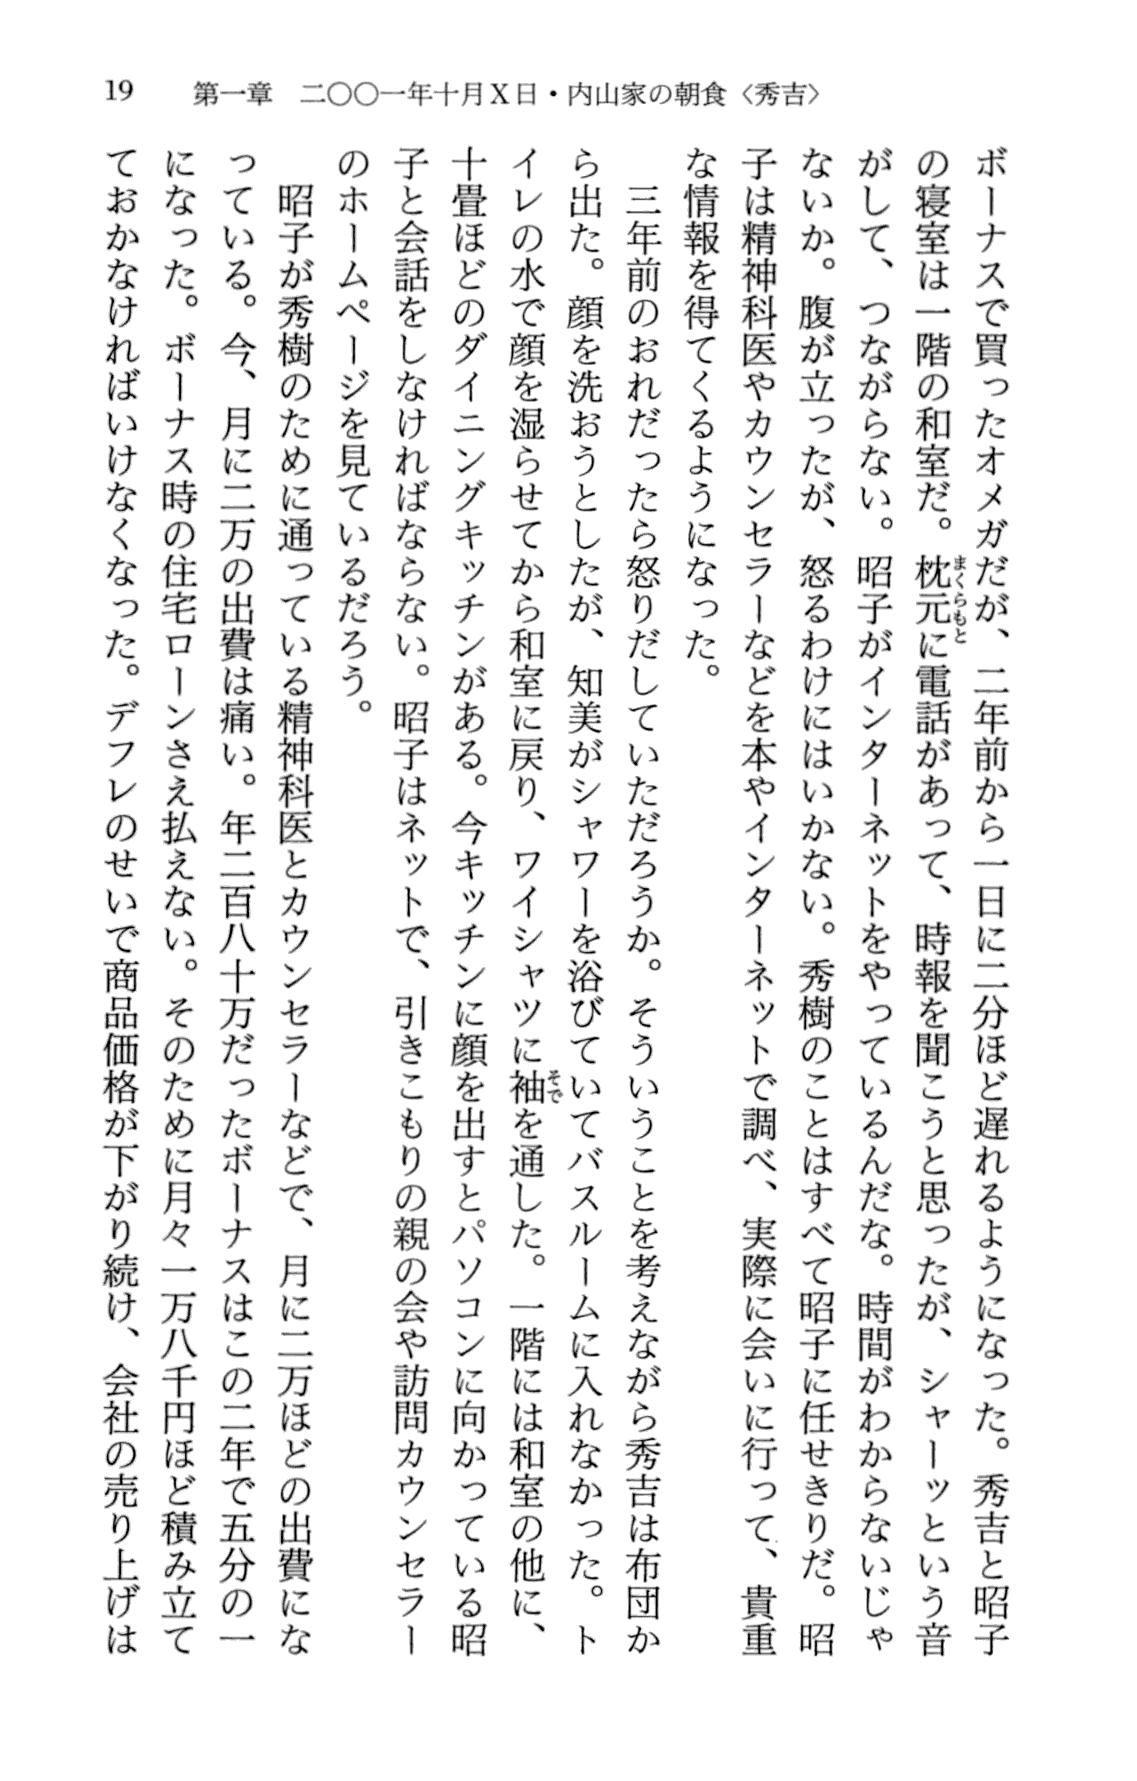 19 第一章 二〇〇一年十月X日・内山家の朝食〈秀吉〉
ボーナスで買ったオメガだが、二年前から一日に二分ほど遅れるようになった。秀吉と昭子
の寝室は一階の和室だ。枕元に電話があって、時報を聞こうと思ったが、シャーッという音
まくらもと
がして、つながらない。昭子がインターネットをやっているんだな。時間がわからないじゃ
ないか。腹が立ったが、怒るわけにはいかない。秀樹のことはすべて昭子に任せきりだ。昭
子は精神科医やカウンセラーなどを本やインターネットで調べ、実際に会いに行って、貴重
な情報を得てくるようになった。
三年前のおれだったら怒りだしていただろうか。そういうことを考えながら秀吉は布団か
ら出た。顔を洗おうとしたが、知美がシャワーを浴びていてバスルームに入れなかった。ト
イレの水で顔を湿らせてから和室に戻り、ワイシャツに袖を通した。一階には和室の他に、
そで
十畳ほどのダイニングキッチンがある。今キッチンに顔を出すとパソコンに向かっている昭
子と会話をしなければならない。昭子はネットで、引きこもりの親の会や訪問カウンセラー
のホームページを見ているだろう。
昭子が秀樹のために通っている精神科医とカウンセラーなどで、月に二万ほどの出費にな
っている。今、月に二万の出費は痛い。年二百八十万だったボーナスはこの二年で五分の一
になった。ボーナス時の住宅ローンさえ払えない。そのために月々一万八千円ほど積み立て
ておかなければいけなくなった。デフレのせいで商品価格が下がり続け、会社の売り上げは